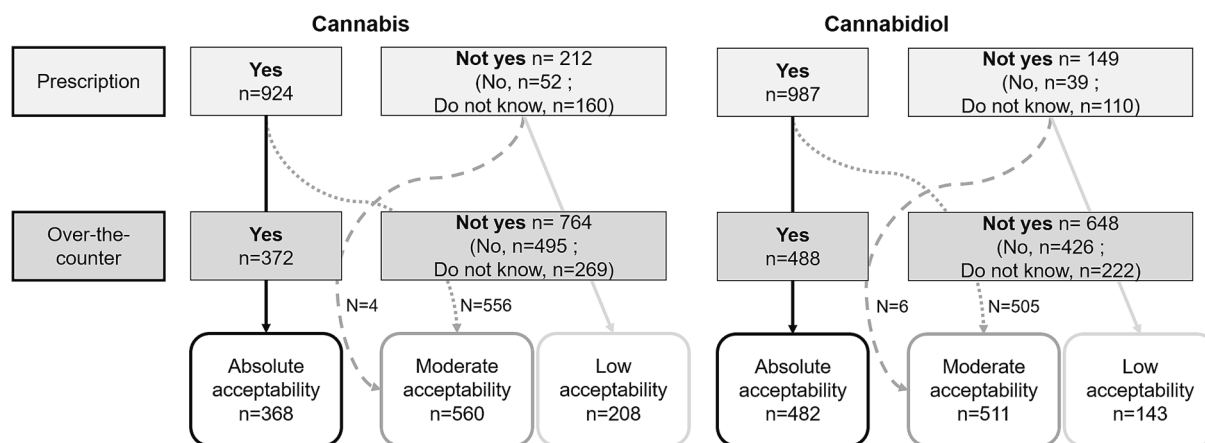 Cannabis
Cannabidiol
Prescription
Yes
n=924
Not yes n= 212
(No, n=52 ;
Do not know, n=160)
Yes
n=987
Not yes n= 149
(No, n=39 ;
Do not know, n=110)
Over-the-
counter
Yes
n=372
Not yes n= 764
(No, n=495 ;
Do not know, n=269)
Yes
n=488
Not yes n= 648
(No, n=426 ;
Do not know, n=222)
N=4
N=556
N=6
N=505
Absolute
acceptability
n=368
Moderate
acceptability
n=560
Low
acceptability
n=208
Absolute
acceptability
n=482
Moderate
acceptability
n=511
Low
acceptability
n=143